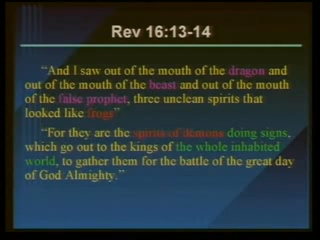 Rev 16:13-14
“And I saw out of the mouth of the dragon and
out of the mouth of the beast and out of the mouth
of the false prophet, three unclean spirits that
looked like frogs”
“For they are the spirits of demons doing signs,
which go out to the kings of the whole inhabited
world, to gather them for the battle of the great day
of God Almighty.”